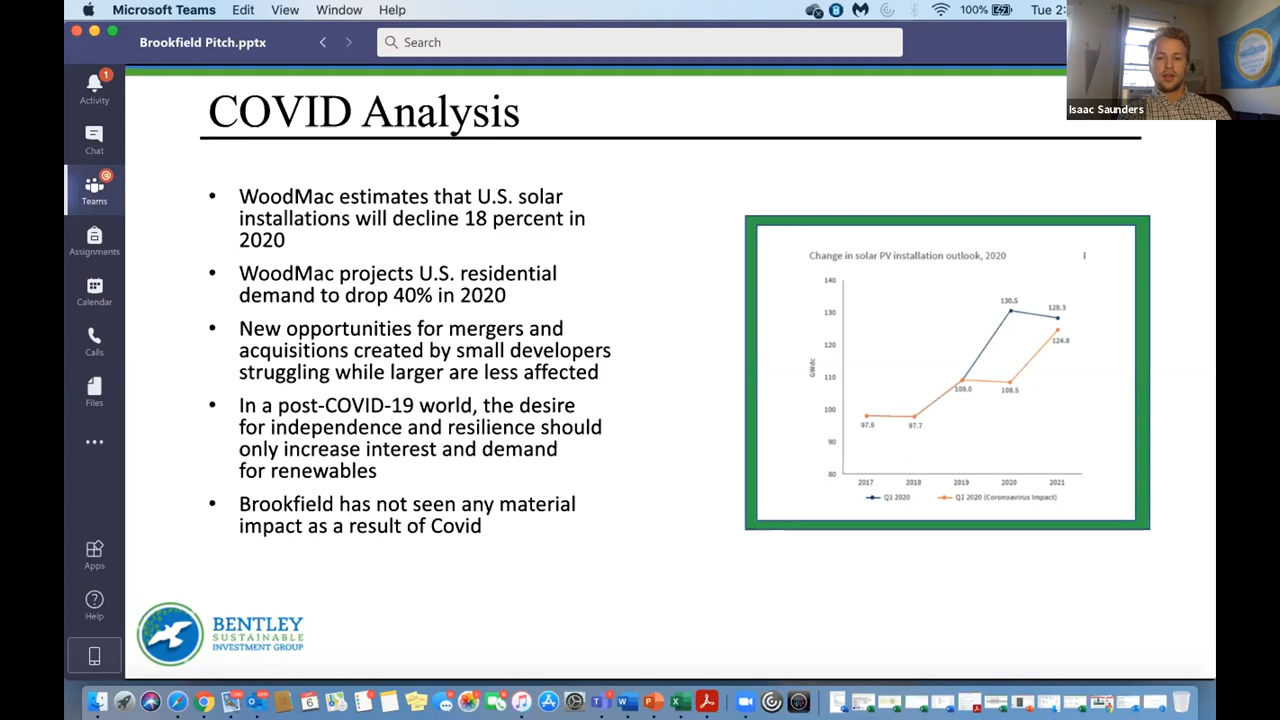 Microsoft Teams Edit View Window Help 100% Tue 2:
Brookfield Pitch.pptx Search
Isaac Saunders
Activity
Chat
Teams
Assignments
Calendar
Calls
Files
Apps
Help
COVID Analysis
• WoodMac estimates that U.S. solar
installations will decline 18 percent in
2020
• WoodMac projects U.S. residential
demand to drop 40% in 2020
• New opportunities for mergers and
acquisitions created by small developers
struggling while larger are less affected
• In a post-COVID-19 world, the desire
for independence and resilience should
only increase interest and demand
for renewables
• Brookfield has not seen any material
impact as a result of Covid
Change in solar PV installation outlook, 2020
140
130
120
110
100
90
80
GWdc
130.5
128.3
124.8
109.0
108.5
97.9
97.7
2017 2018 2019 2020 2021
Q1 2020 Q2 2020 (Coronoavirus Impact)
BENTLEY
SUSTAINABLE
INVESTMENT GROUP